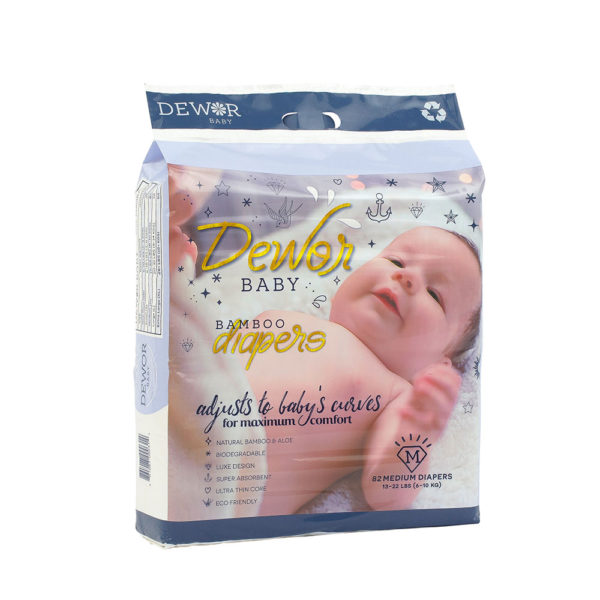 DEWOR
BABY
Dewor
BABY
BAMBOO
diapers
adjusts to baby's curves
for maximum comfort
NATURAL BAMBOO & ALOE
BIODEGRADABLE
LUXE DESIGN
SUPER ABSORBENT
ULTRA THIN CORE
ECO FRIENDLY
M
82 MEDIUM DIAPERS
13-22 LBS (6-10 KG)
DEWOR
BABY